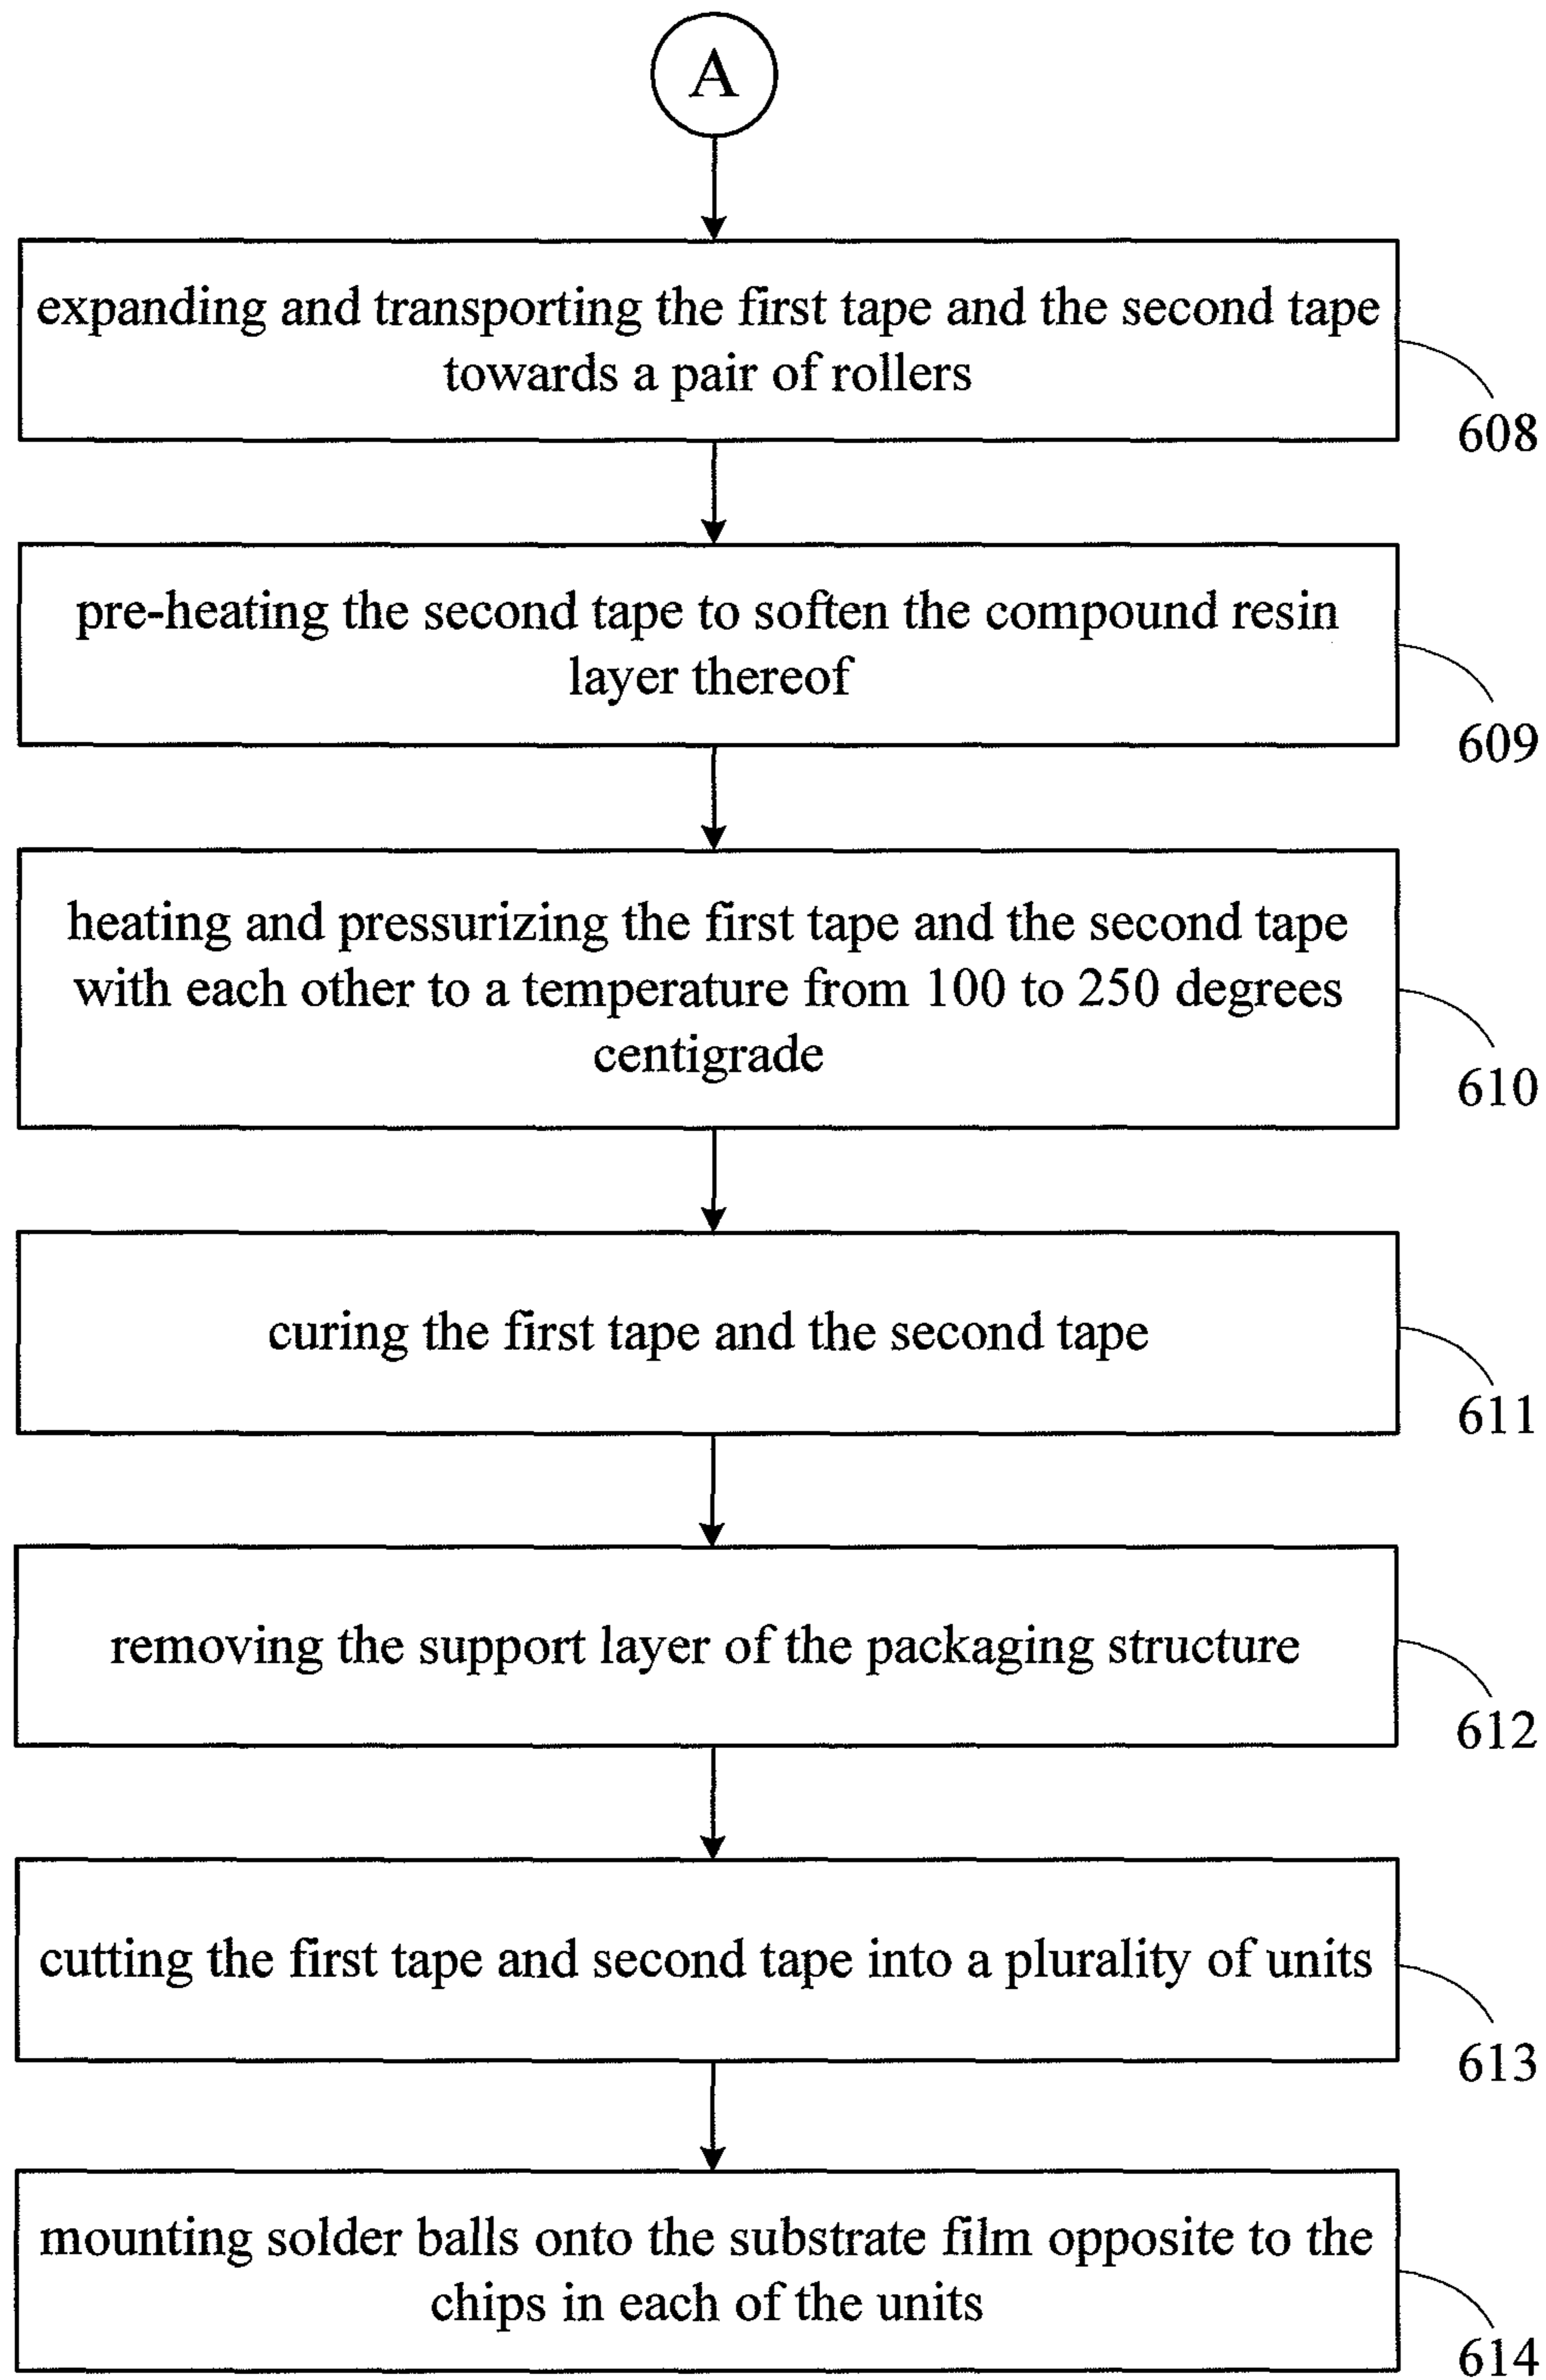 A
expanding and transporting the first tape and the second tape
towards a pair of rollers
608
pre-heating the second tape to soften the compound resin
layer thereof
609
heating and pressurizing the first tape and the second tape
with each other to a temperature from 100 to 250 degrees
centigrade
610
curing the first tape and the second tape
611
removing the support layer of the packaging structure
612
cutting the first tape and second tape into a plurality of units
613
mounting solder balls onto the substrate film opposite to the
chips in each of the units
614